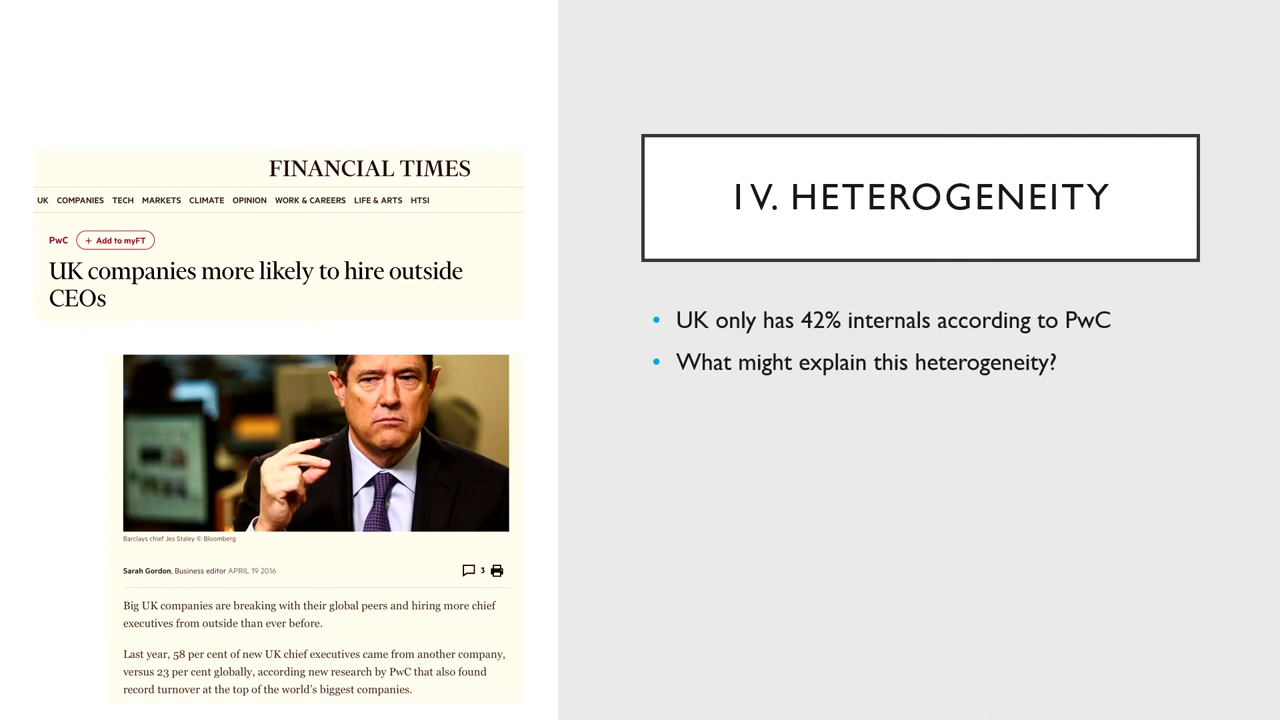 FINANCIAL TIMES
UK COMPANIES TECH MARKETS CLIMATE OPINION WORK & CAREERS LIFE & ARTS HTSI
PwC + Add to myFT
UK companies more likely to hire outside
CEOs
Barclays chief Jes Staley © Bloomberg
Sarah Gordon, Business editor APRIL 19 2016
3
Big UK companies are breaking with their global peers and hiring more chief
executives from outside than ever before.
Last year, 58 per cent of new UK chief executives came from another company,
versus 23 per cent globally, according new research by PwC that also found
record turnover at the top of the world's biggest companies.
IV. HETEROGENEITY
• UK only has 42% internals according to PwC
• What might explain this heterogeneity?